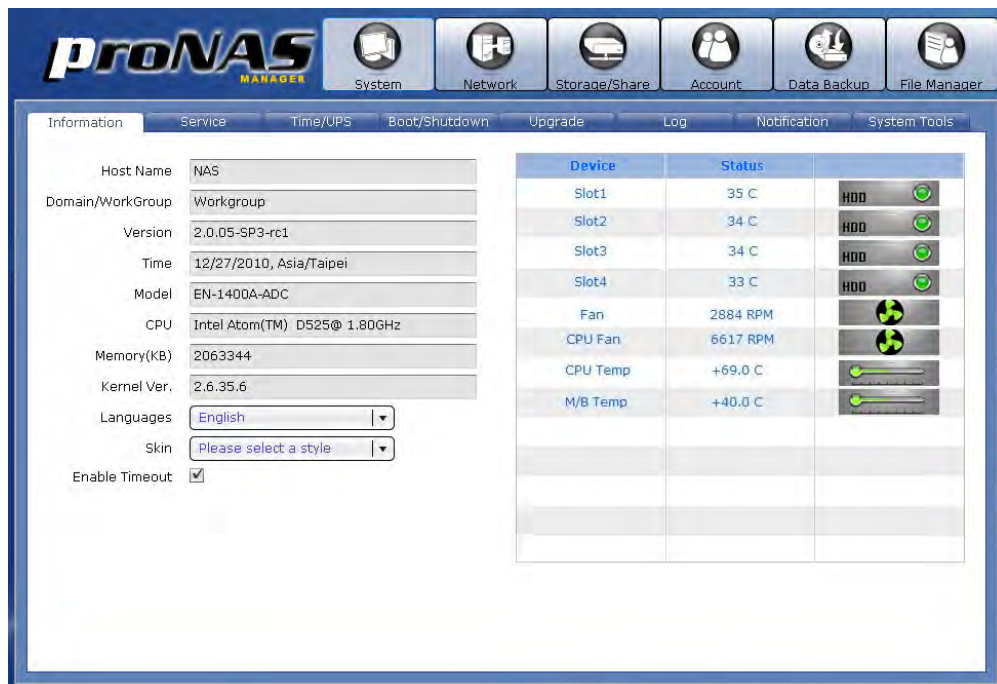 proNAS
MANAGER
System
Network
Storage/Share
Account
Data Backup
File Manager
Information
Service
Time/UPS
Boot/Shutdown
Upgrade
Log
Notification
System Tools
Host Name NAS
Domain/WorkGroup Workgroup
Version 2.0.05-SP3-rc1
Time 12/27/2010, Asia/Taipei
Model EN-1400A-ADC
CPU Intel Atom(TM) D525@ 1.80GHz
Memory(KB) 2063344
Kernel Ver. 2.6.35.6
Languages English
Skin Please select a style
Enable Timeout
Device Status
Slot1 35 C HDD
Slot2 34 C HDD
Slot3 34 C HDD
Slot4 33 C HDD
Fan 2884 RPM
CPU Fan 6617 RPM
CPU Temp +69.0 C
M/B Temp +40.0 C